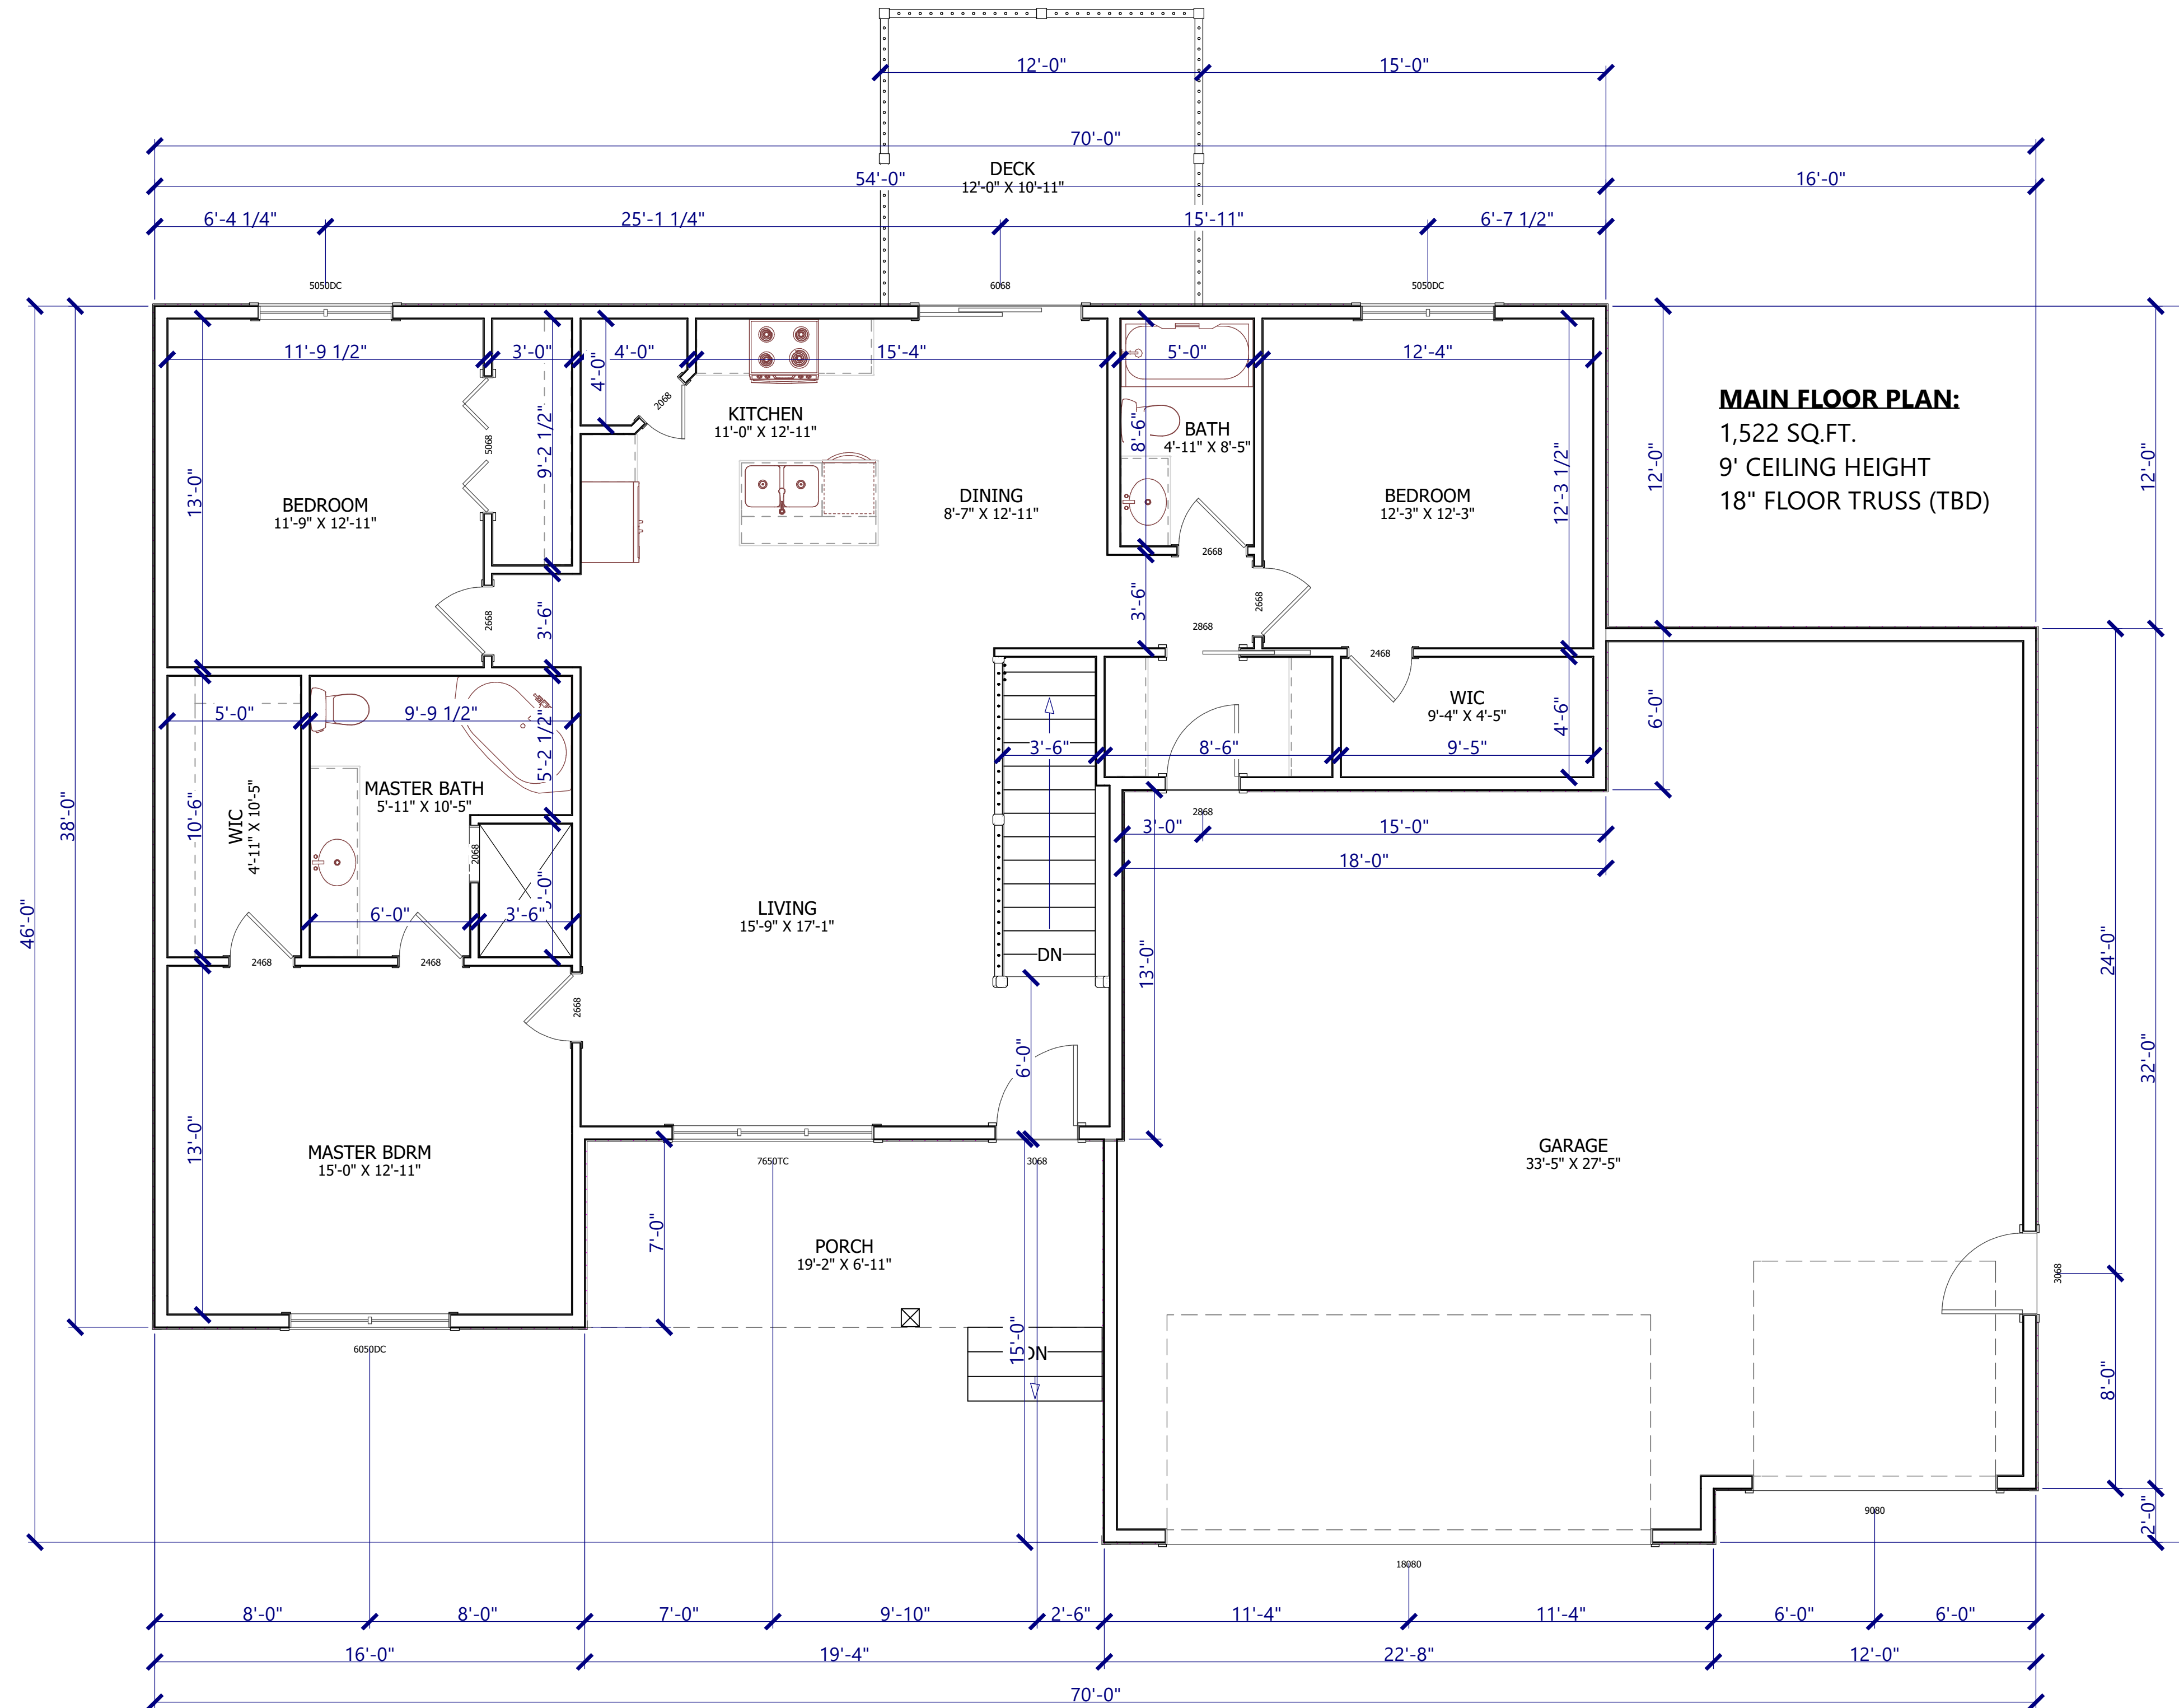 12'-0"
15'-0"
70'-0"
DECK
12'-0" X 10'-11"
54'-0"
16'-0"
6'-4 1/4"
25'-1 1/4"
15'-11"
6'-7 1/2"
5050DC
6068
5050DC
11'-9 1/2"
3'-0"
4'-0"
4'-0"
15'-4"
5'-0"
12'-4"
MAIN FLOOR PLAN:
1,522 SQ.FT.
9' CEILING HEIGHT
18" FLOOR TRUSS (TBD)
2068
KITCHEN
11'-0" X 12'-11"
BATH
4'-11" X 8'-5"
8'-6"
5068
9'-2 1/2"
13'-0"
BEDROOM
11'-9" X 12'-11"
DINING
8'-7" X 12'-11"
BEDROOM
12'-3" X 12'-3"
12'-3 1/2"
12'-0"
12'-0"
2668
2668
3'-6"
3'-6"
2668
2868
2468
WIC
9'-4" X 4'-5"
4'-6"
6'-0"
5'-0"
9'-9 1/2"
5'-2 1/2"
3'-6"
8'-6"
9'-5"
MASTER BATH
5'-11" X 10'-5"
WIC
4'-11" X 10'-5"
10'-6"
38'-0"
46'-0"
2868
3'-0"
15'-0"
18'-0"
2068
6'-0"
3'-6"
LIVING
15'-9" X 17'-1"
DN
13'-0"
24'-0"
32'-0"
2468
2468
2668
6'-0"
13'-0"
MASTER BDRM
15'-0" X 12'-11"
GARAGE
33'-5" X 27'-5"
7650TC
3068
7'-0"
PORCH
19'-2" X 6'-11"
3068
15'-0"
DN
6050DC
8'-0"
9080
2'-0"
18080
8'-0"
8'-0"
7'-0"
9'-10"
2'-6"
11'-4"
11'-4"
6'-0"
6'-0"
16'-0"
19'-4"
22'-8"
12'-0"
70'-0"